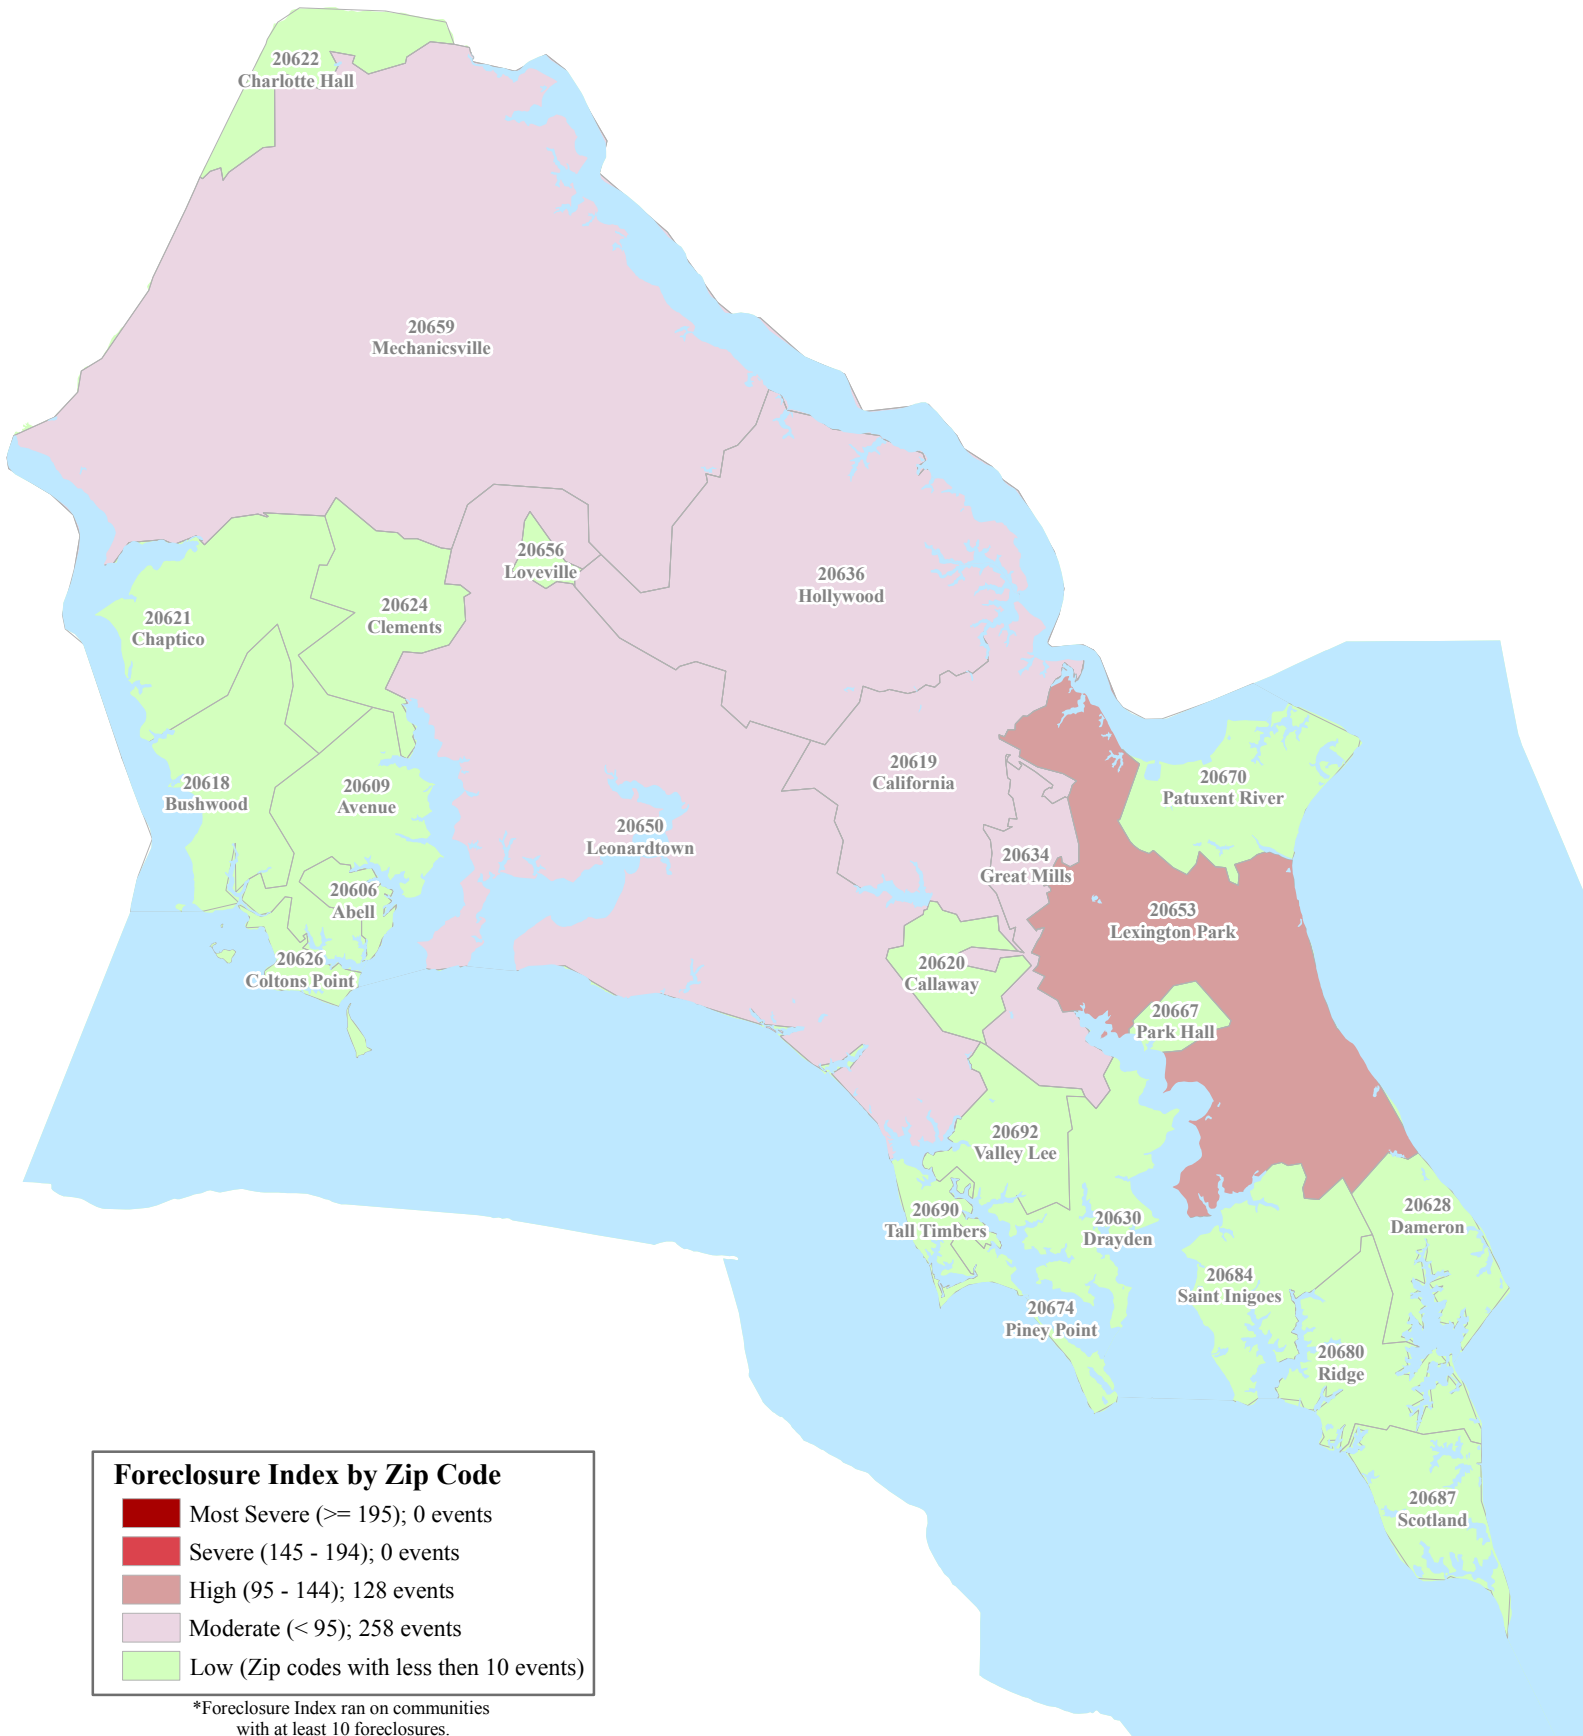 20622
Charlotte Hall
20659
Mechanicsville
20656
Loveville
20636
Hollywood
20624
Clements
20621
Chaptico
20618
Bushwood
20609
Avenue
20619
California
20670
Patuxent River
20650
Leonardtown
20634
Great Mills
20606
Abell
20653
Lexington Park
20626
Coltons Point
20620
Callaway
20667
Park Hall
20692
Valley Lee
20690
Tall Timbers
20630
Drayden
20628
Dameron
20684
Saint Inigoes
20674
Piney Point
20680
Ridge
20687
Scotland
Foreclosure Index by Zip Code
Most Severe (>= 195); 0 events
Severe (145 - 194); 0 events
High (95 - 144); 128 events
Moderate (< 95); 258 events
Low (Zip codes with less then 10 events)
*Foreclosure Index ran on communities
with at least 10 foreclosures.